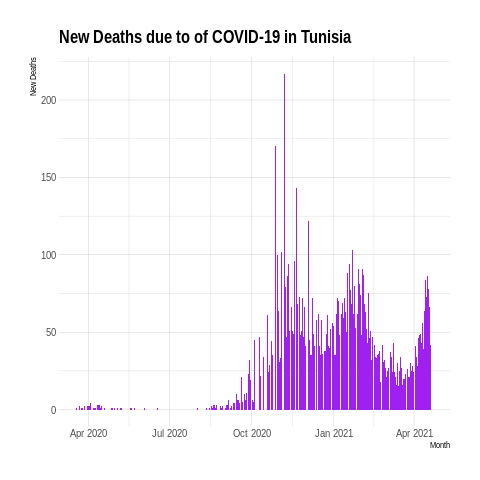 New Deaths due to of COVID-19 in Tunisia
New Deaths
200
150
100
50
0
Apr 2020 Jul 2020 Oct 2020 Jan 2021 Apr 2021
Month